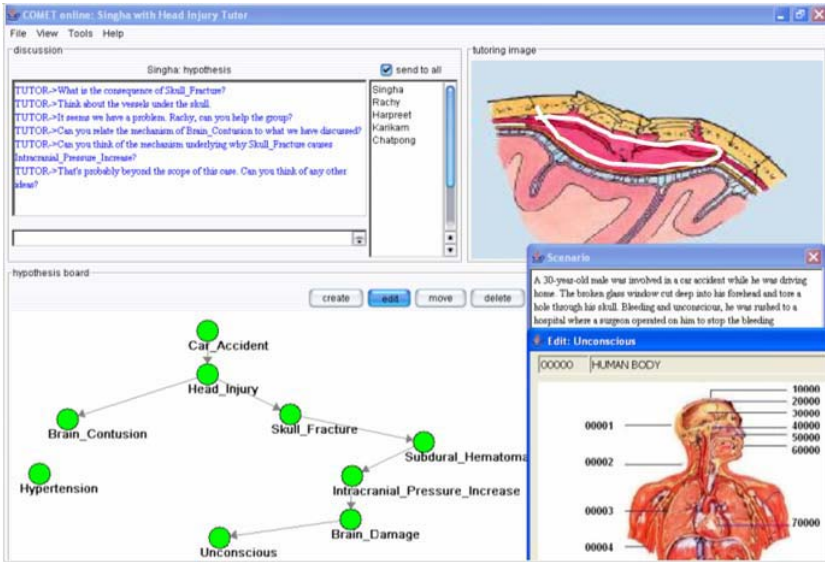 COMET online: Singha with Head Injury Tutor
File View Tools Help
discussion
Singha: hypothesis
send to all
TUTOR->What is the consequence of Skull_Fracture?
TUTOR->Think about the vessels under the skull.
TUTOR->It seems we have a problem. Rachy, can you help the group?
TUTOR->Can you relate the mechanism of Brain_Contusion to what we have discussed?
TUTOR->Can you think of the mechanism underlying why Skull_Fracture causes
Intracranial_Pressure_Increase?
TUTOR->That's probably beyond the scope of this case. Can you think of any other
ideas?
Singha
Rachy
Harpreet
Kankam
Chatpong
tutoring image
hypothesis board
create edit move delete
Car_Accident
Head_Injury
Brain_Contusion
Skull_Fracture
Subdural_Hematoma
Hypertension
Intracranial_Pressure_Increase
Brain_Damage
Unconscious
Scenario
A 30-year-old male was involved in a car accident while he was driving
home. The broken glass window cut deep into his forehead and tore a
hole through his skull. Bleeding and unconscious, he was rushed to a
hospital where a surgeon operated on him to stop the bleeding
Edit: Unconscious
00000 HUMAN BODY
10000
20000
30000
00001
40000
50000
60000
00002
00003
70000
00004